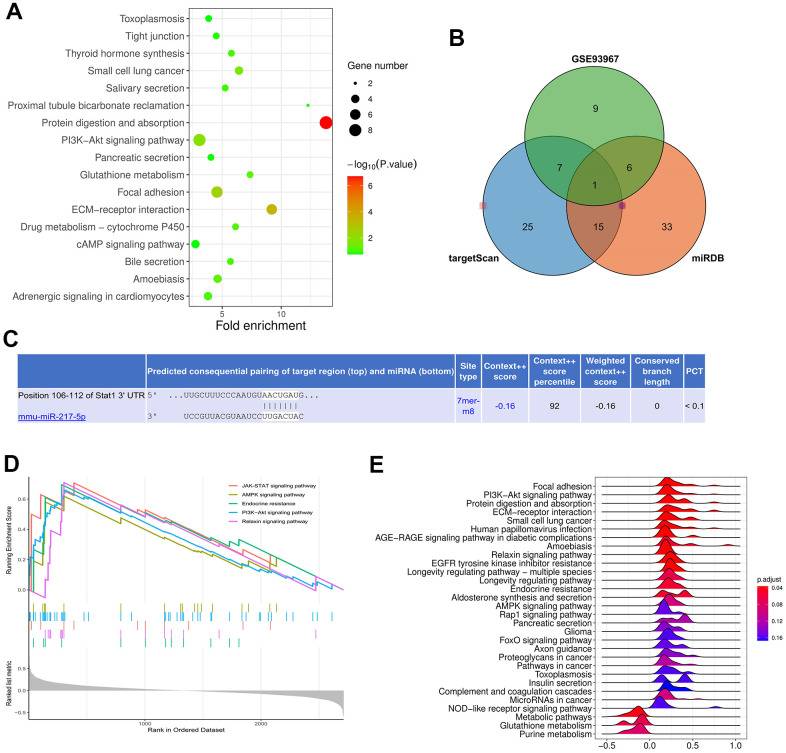 A
Toxoplasmosis
Tight junction
Thyroid hormone synthesis
Small cell lung cancer
Salivary secretion
Proximal tubule bicarbonate reclamation
Protein digestion and absorption
PI3K−Akt signaling pathway
Pancreatic secretion
Glutathione metabolism
Focal adhesion
ECM−receptor interaction
Drug metabolism − cytochrome P450
cAMP signaling pathway
Bile secretion
Amoebiasis
Adrenergic signaling in cardiomyocytes
5 10
Fold enrichment
Gene number
2
4
6
8
−log10(P.value)
6
4
2
B
GSE93967
9
7 6
1
25 15 33
targetScan miRDB
C
Predicted consequential pairing of target region (top) and miRNA (bottom) Site type Context++ score Context++ score percentile Weighted context++ score Conserved branch length PCT
Position 106-112 of Stat1 3' UTR 5' ...UUGCUUCCCAAUGUAACUGAUG... 7mer-m8 -0.16 92 -0.16 0 < 0.1
mmu-miR-217-5p 3' UCCGUUACGUAAUCCUUGACUAC
D
Running Enrichment Score
0.6
0.4
0.2
0.0
JAK-STAT signaling pathway
AMPK signaling pathway
Endocrine resistance
PI3K−Akt signaling pathway
Relaxin signaling pathway
Ranked list metric
0.5
0.0
-0.5
1000 2000
Rank in Ordered Dataset
E
Focal adhesion
PI3K−Akt signaling pathway
Protein digestion and absorption
ECM−receptor interaction
Small cell lung cancer
Human papillomavirus infection
AGE−RAGE signaling pathway in diabetic complications
Amoebiasis
Relaxin signaling pathway
EGFR tyrosine kinase inhibitor resistance
Longevity regulating pathway − multiple species
Longevity regulating pathway
Endocrine resistance
Aldosterone synthesis and secretion
AMPK signaling pathway
Rap1 signaling pathway
Pancreatic secretion
Glioma
FoxO signaling pathway
Axon guidance
Proteoglycans in cancer
Pathways in cancer
Toxoplasmosis
Insulin secretion
Complement and coagulation cascades
MicroRNAs in cancer
NOD−like receptor signaling pathway
Metabolic pathways
Glutathione metabolism
Purine metabolism
−0.5 0.0 0.5 1.0
p.adjust
0.04
0.08
0.12
0.16